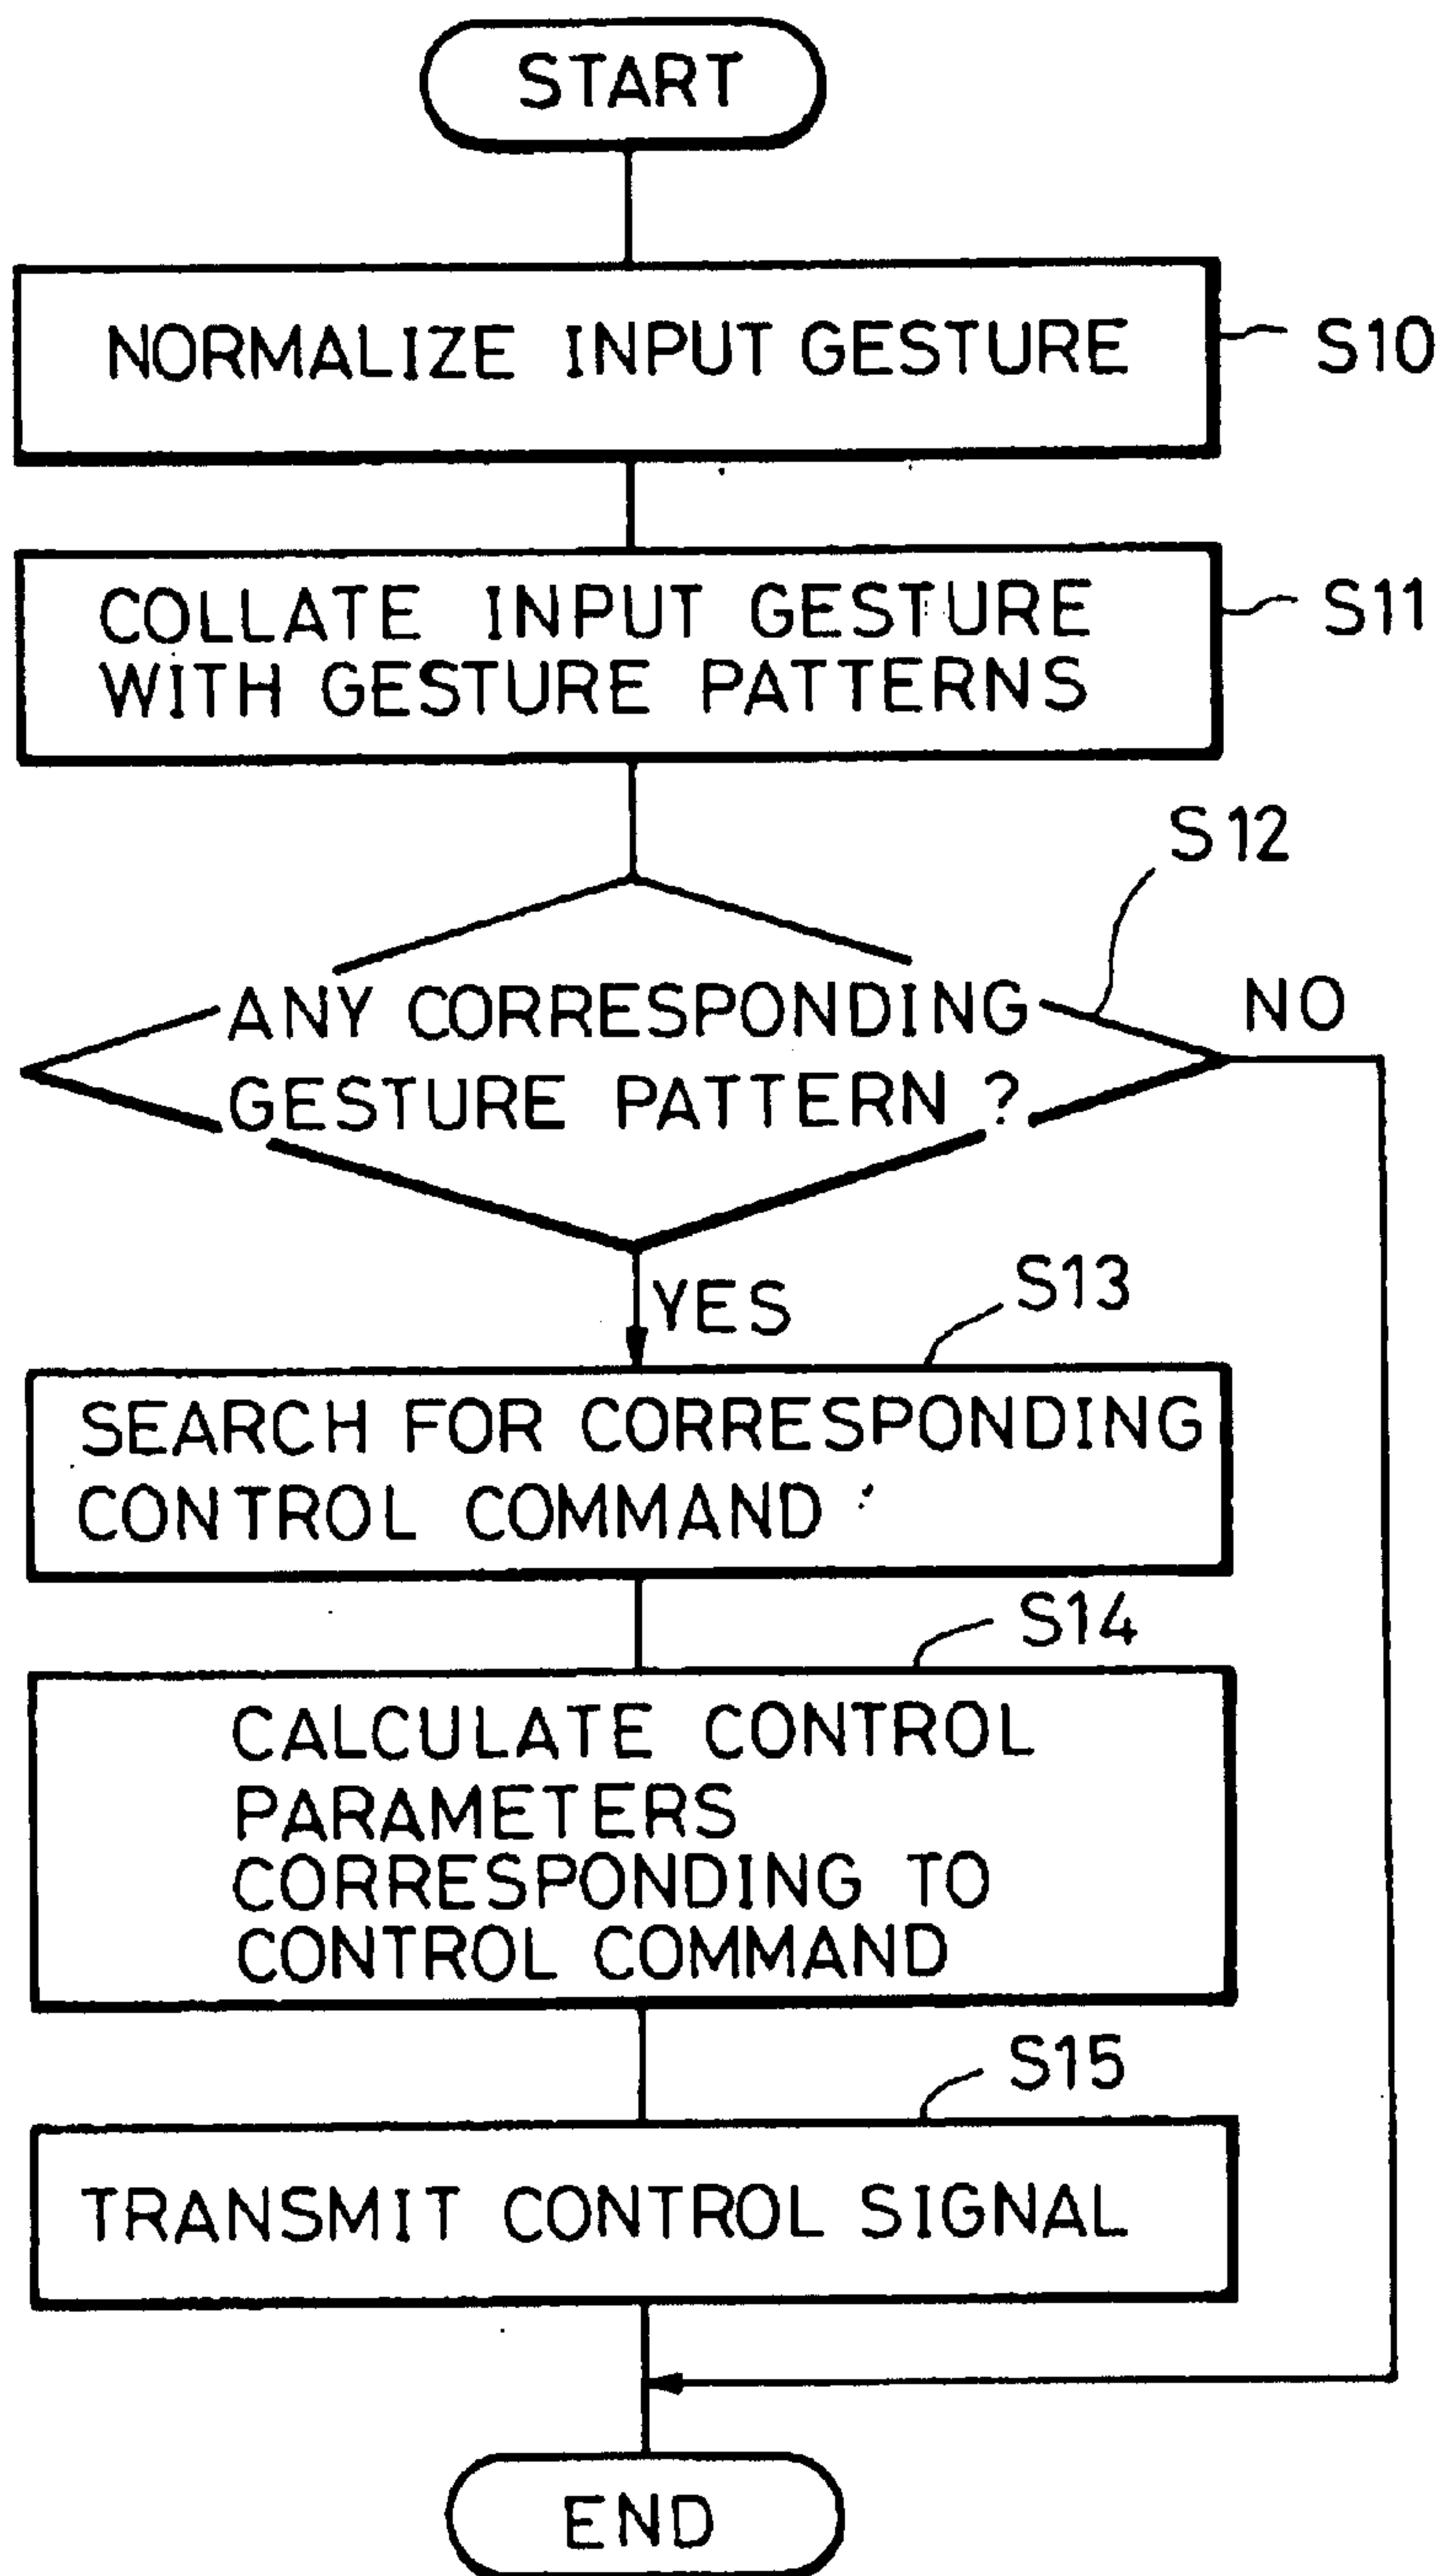 START
NORMALIZE INPUT GESTURE
S10
COLLATE INPUT GESTURE
WITH GESTURE PATTERNS
S11
S12
ANY CORRESPONDING
GESTURE PATTERN ?
NO
YES
S13
SEARCH FOR CORRESPONDING
CONTROL COMMAND
S14
CALCULATE CONTROL
PARAMETERS
CORRESPONDING TO
CONTROL COMMAND
S15
TRANSMIT CONTROL SIGNAL
END